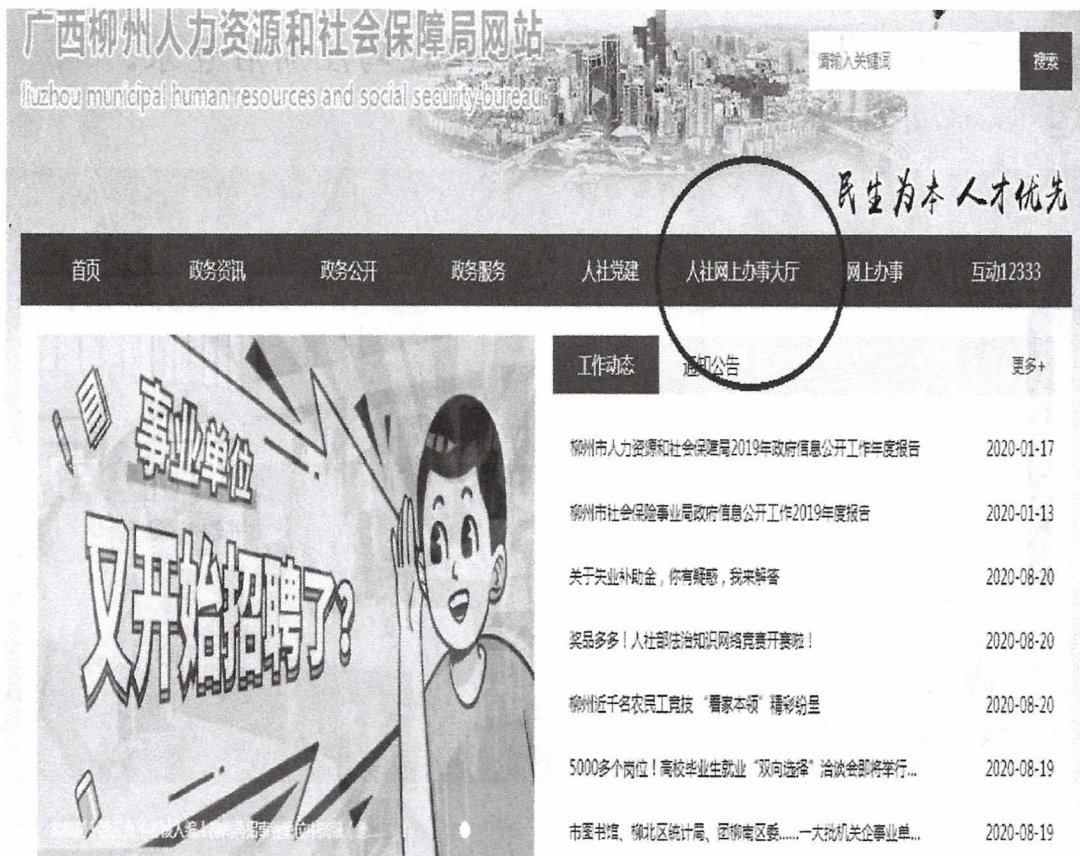 广西柳州人力资源和社会保障局网站
liuzhou municipal human resources and social security bureau
请输入关键词
搜索
民生为本 人才优先
首页
政务资讯
政务公开
政务服务
人社党建
人社网上办事大厅
网上办事
互动12333
事业单位
又开始招聘了?
工作动态
通知公告
更多+
柳州市人力资源和社会保障局2019年政府信息公开工作年度报告 2020-01-17
柳州市社会保险事业局政府信息公开工作2019年度报告 2020-01-13
关于失业补助金，你有疑惑，我来解答 2020-08-20
奖品多多！人社部法治知识网络竞赛开赛啦！ 2020-08-20
柳州近千名农民工竞技 “看家本领” 精彩纷呈 2020-08-20
5000多个岗位！高校毕业生就业“双向选择”洽谈会即将举行... 2020-08-19
市图书馆、柳北区统计局、团柳南区委......一大批机关企事业单... 2020-08-19